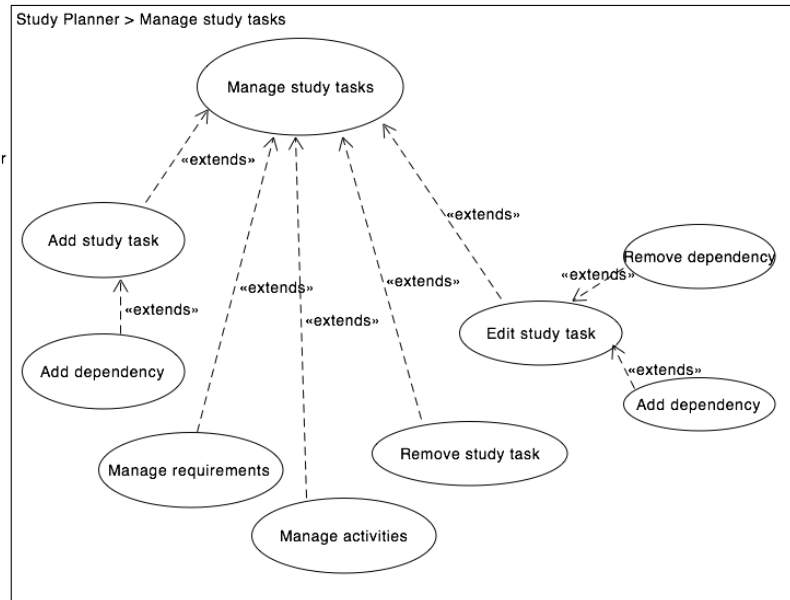 Study Planner > Manage study tasks
Manage study tasks
r
«extends»
«extends»
Add study task
Remove dependency
«extends»
«extends»
«extends»
«extends»
«extends»
Edit study task
Add dependency
«extends»
Add dependency
Remove study task
Manage requirements
Manage activities